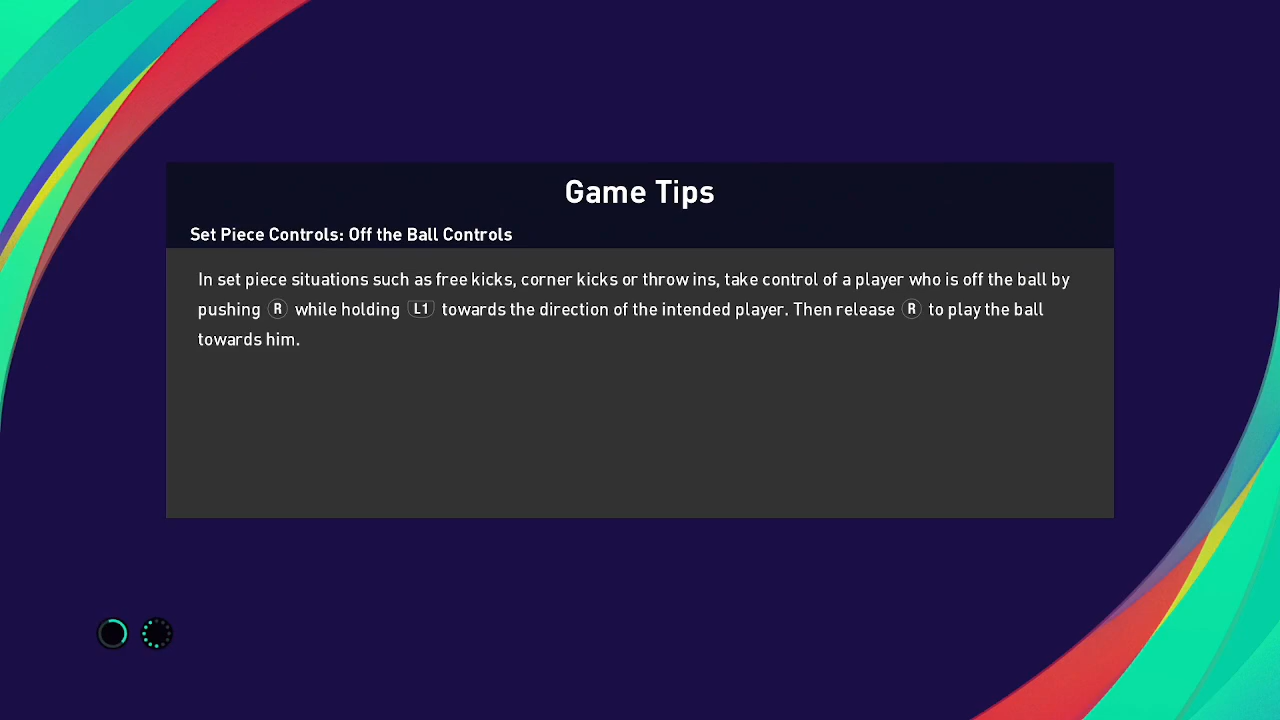 Game Tips
Set Piece Controls: Off the Ball Controls
In set piece situations such as free kicks, corner kicks or throw ins, take control of a player who is off the ball by
pushing R while holding L1 towards the direction of the intended player. Then release R to play the ball
towards him.